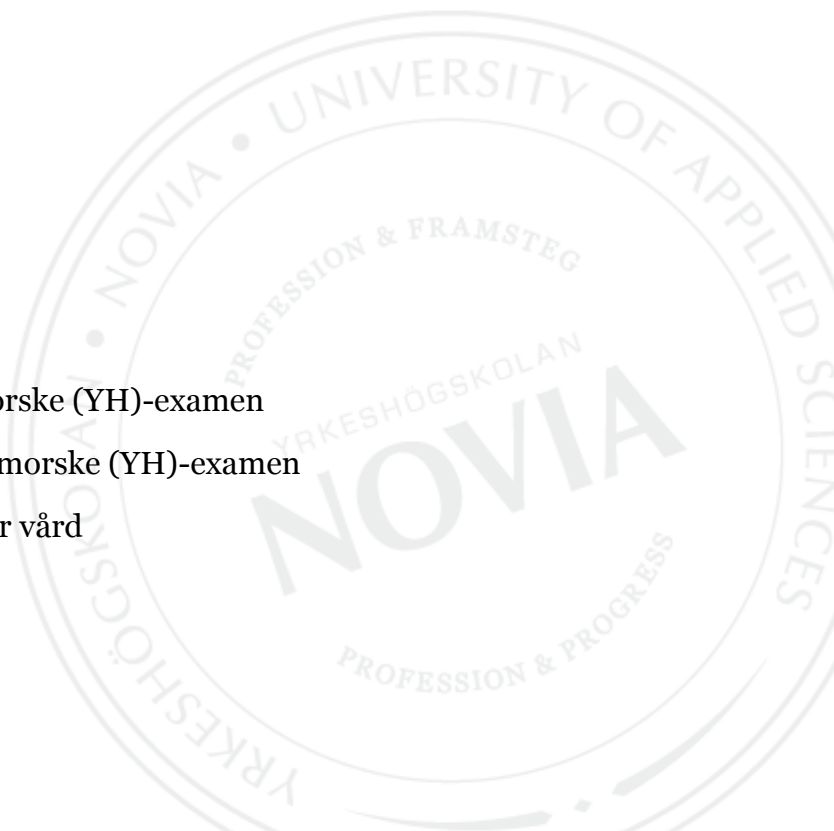 UNIVERSITY OF APPLIED SCIENCES
YRKESHÖGSKOLAN • NOVIA •
PROFESSION & FRAMSTEG
YRKESHÖGSKOLAN
NOVIA
PROFESSION & PROGRESS
orske (YH)-examen
morske (YH)-examen
r vård